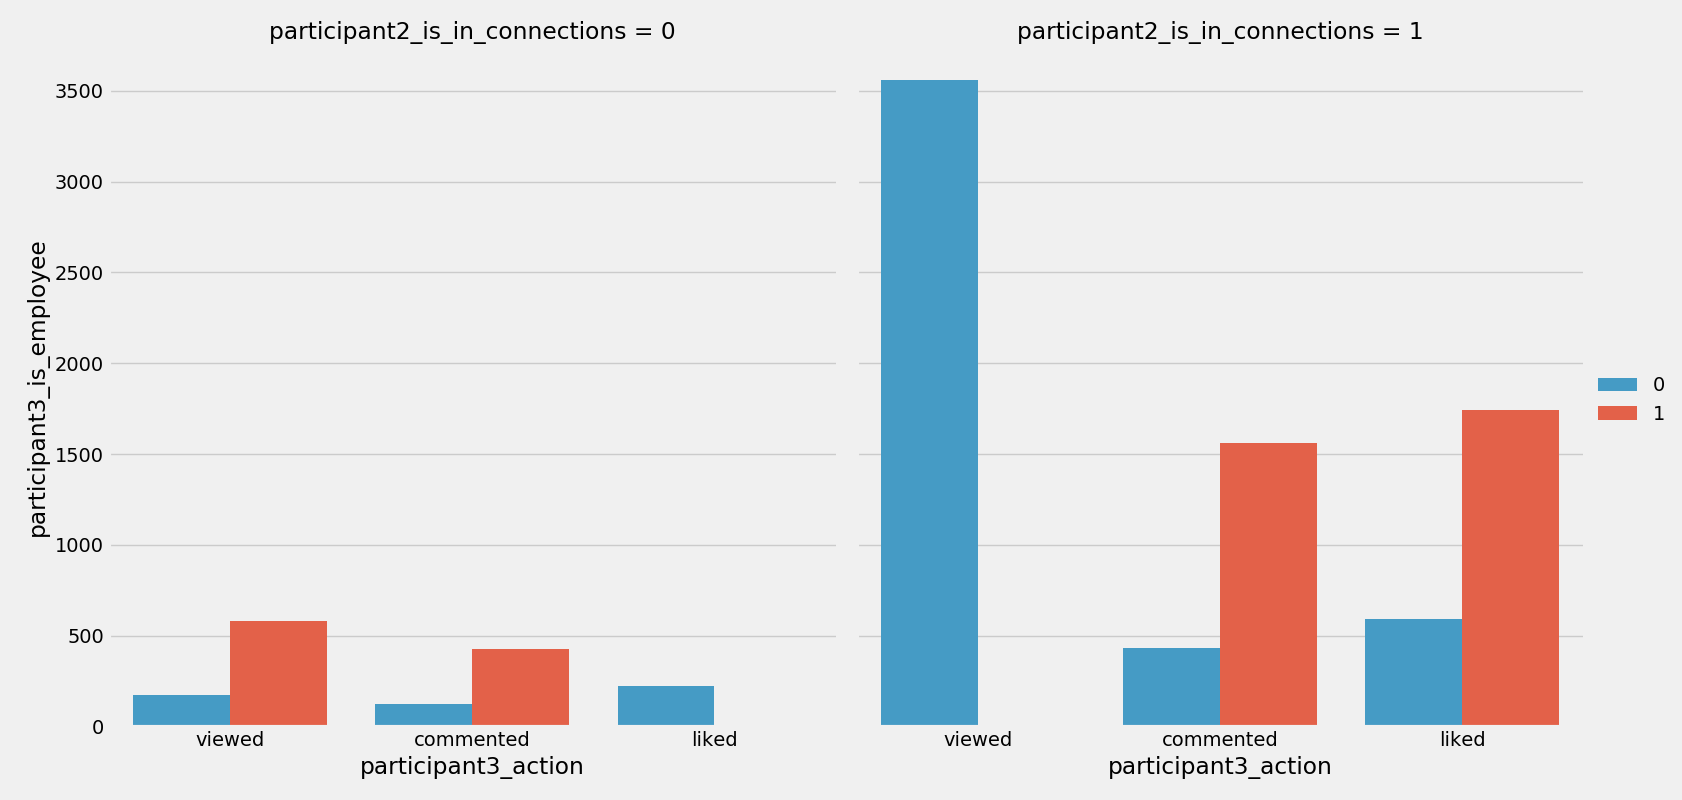 participant2_is_in_connections = 0
participant2_is_in_connections = 1
participant3_is_employee
3500
3000
2500
2000
1500
1000
500
0
viewed
commented
liked
participant3_action
viewed
commented
liked
participant3_action
0
1